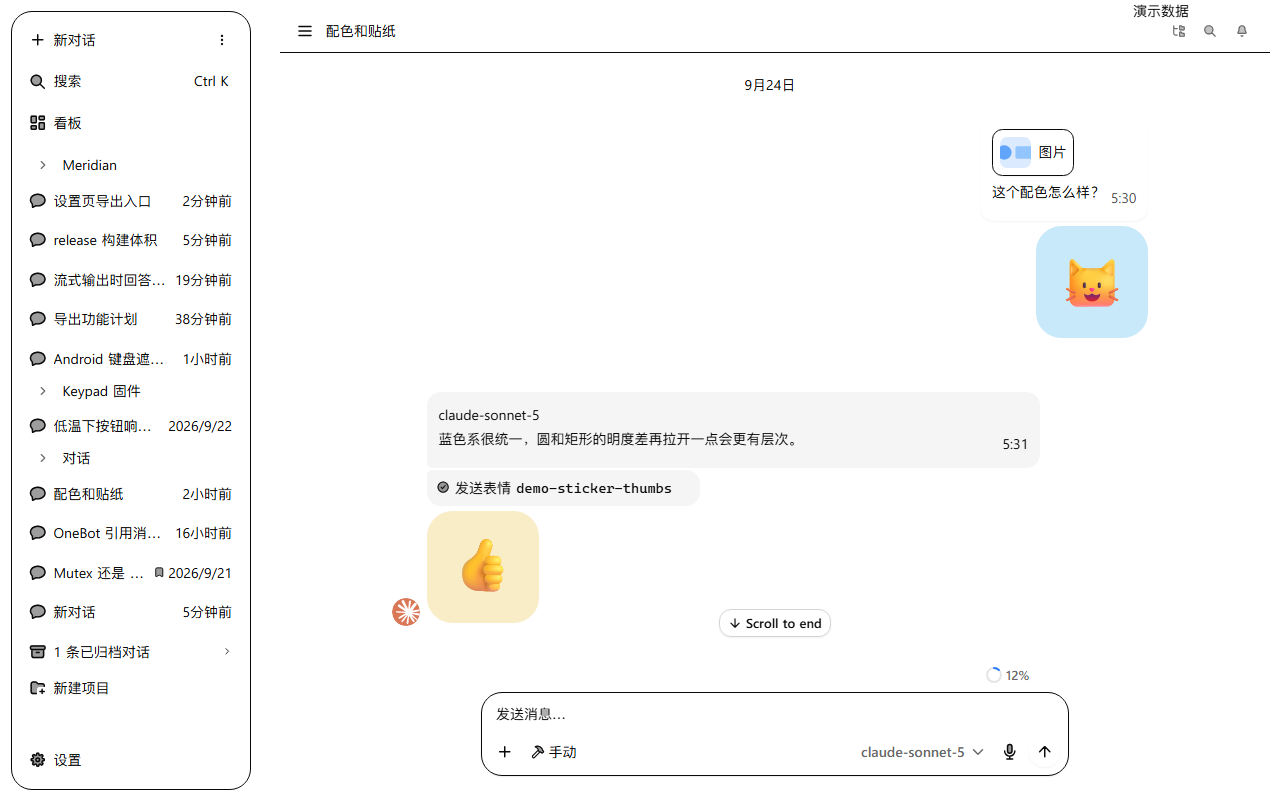 新对话
搜索 Ctrl K
看板
Meridian
设置页导出入口 2分钟前
release 构建体积 5分钟前
流式输出时回答… 19分钟前
导出功能计划 38分钟前
Android 键盘遮… 1小时前
Keypad 固件
低温下按钮响… 2026/9/22
对话
配色和贴纸 2小时前
OneBot 引用消… 16小时前
Mutex 还是 … 2026/9/21
新对话 5分钟前
1 条已归档对话
新建项目
设置
配色和贴纸
演示数据
9月24日
图片
这个配色怎么样？ 5:30
claude-sonnet-5
蓝色系很统一，圆和矩形的明度差再拉开一点会更有层次。 5:31
发送表情 demo-sticker-thumbs
Scroll to end
12%
发送消息…
手动 claude-sonnet-5